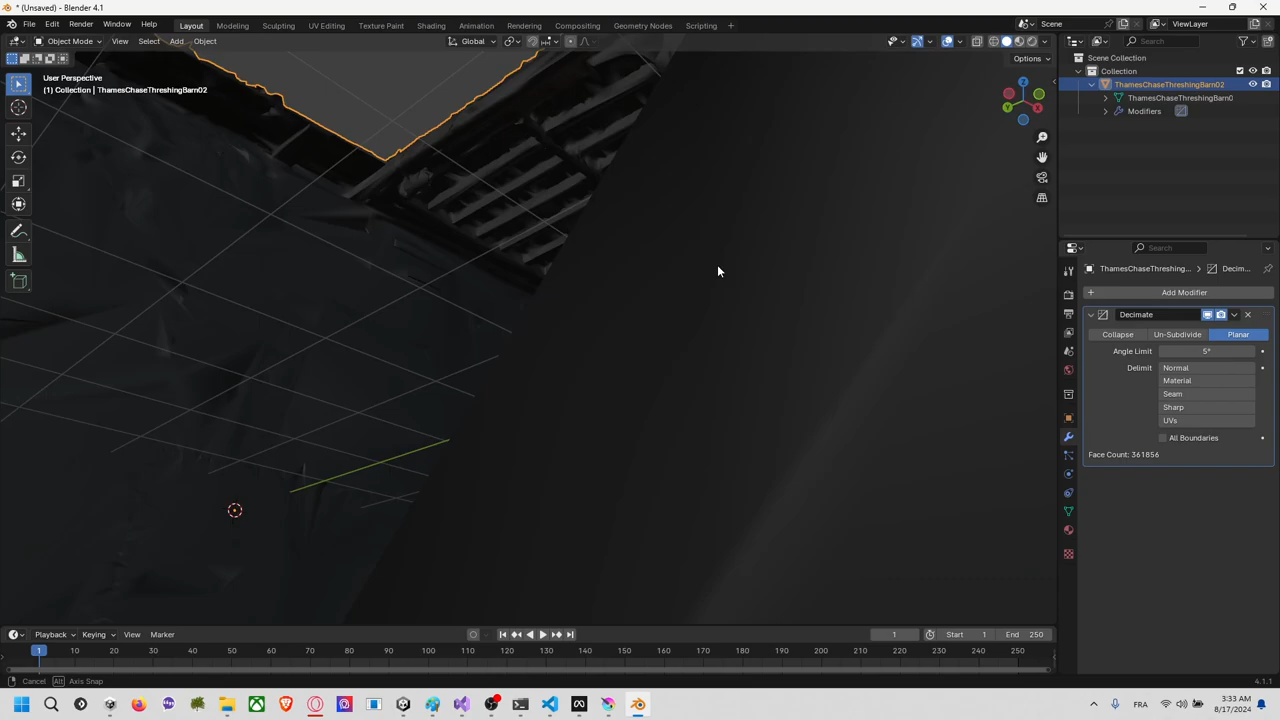 * (Unsaved) - Blender 4.1
File Edit Render Window Help Layout Modeling Sculpting UV Editing Texture Paint Shading Animation Rendering Compositing Geometry Nodes Scripting + Scene ViewLayer
Object Mode View Select Add Object Global Search
Options
Scene Collection
Collection
ThamesChaseThreshingBarn02
ThamesChaseThreshingBarn0
Modifiers
User Perspective
(1) Collection | ThamesChaseThreshingBarn02
Z
Y
X
Search
ThamesChaseThreshing... > Decim...
+ Add Modifier
Decimate
Collapse Un-Subdivide Planar
Angle Limit 5°
Delimit Normal
Material
Seam
Sharp
UVs
All Boundaries
Face Count: 361856
Playback Keying View Marker 1 Start 1 End 250
1 10 20 30 40 50 60 70 80 90 100 110 120 130 140 150 160 170 180 190 200 210 220 230 240 250
Cancel Alt Axis Snap 4.1.1
FRA 3:33 AM
8/17/2024